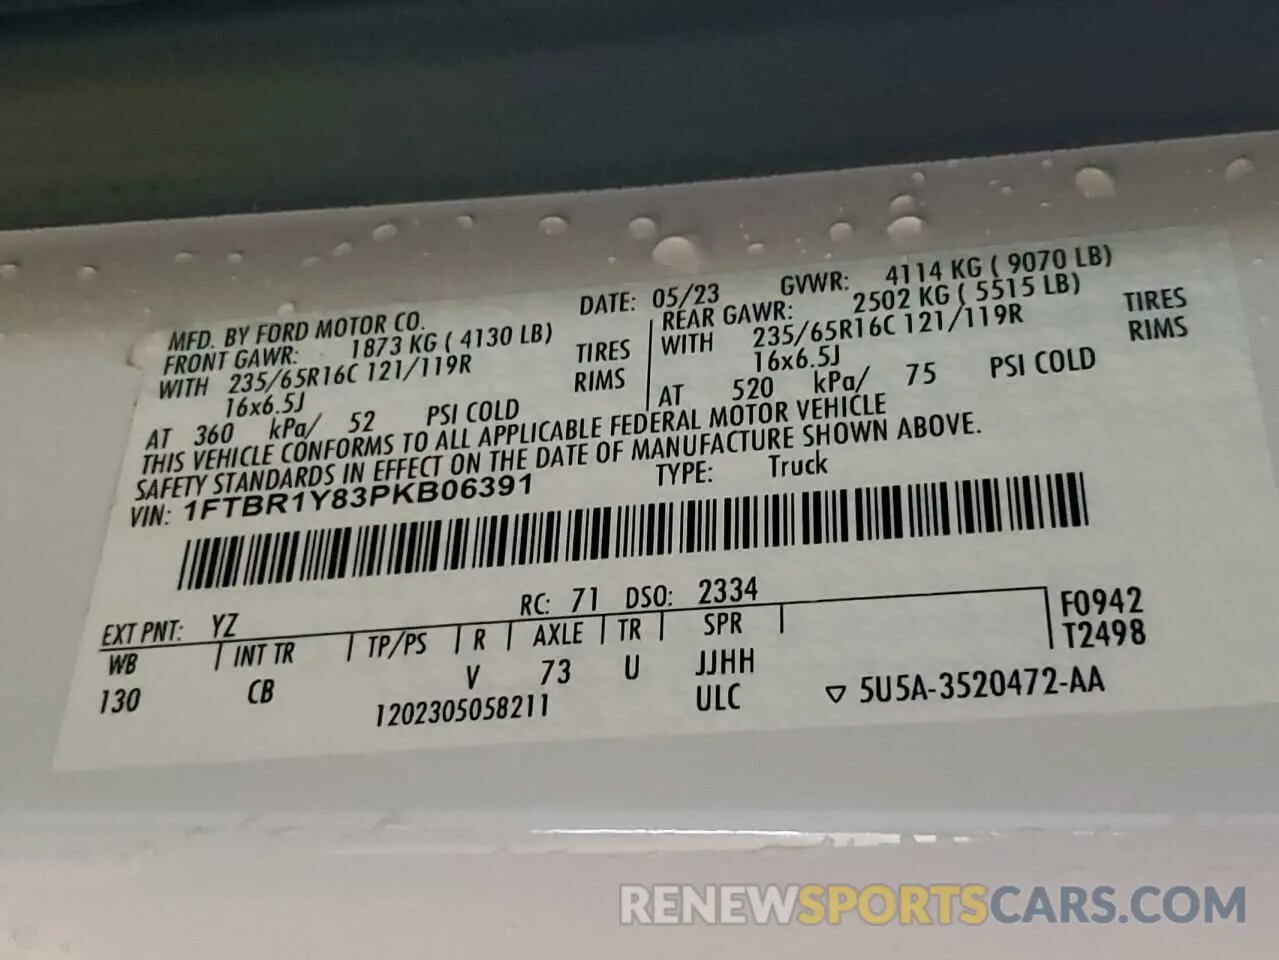 MFD. BY FORD MOTOR CO. DATE: 05/23 GVWR: 4114 KG ( 9070 LB)
FRONT GAWR: 1873 KG ( 4130 LB) REAR GAWR: 2502 KG ( 5515 LB)
WITH 235/65R16C 121/119R TIRES WITH 235/65R16C 121/119R TIRES
16x6.5J RIMS 16x6.5J RIMS
AT 360 kPa/ 52 PSI COLD AT 520 kPa/ 75 PSI COLD
THIS VEHICLE CONFORMS TO ALL APPLICABLE FEDERAL MOTOR VEHICLE
SAFETY STANDARDS IN EFFECT ON THE DATE OF MANUFACTURE SHOWN ABOVE.
VIN: 1FTBR1Y83PKB06391 TYPE: Truck
EXT PNT: YZ RC: 71 DSO: 2334
WB INT TR TP/PS R AXLE TR SPR F0942
130 CB V 73 U JJHH T2498
1202305058211 ULC ▽ 5U5A-3520472-AA
RENEWSPORTSCARS.COM